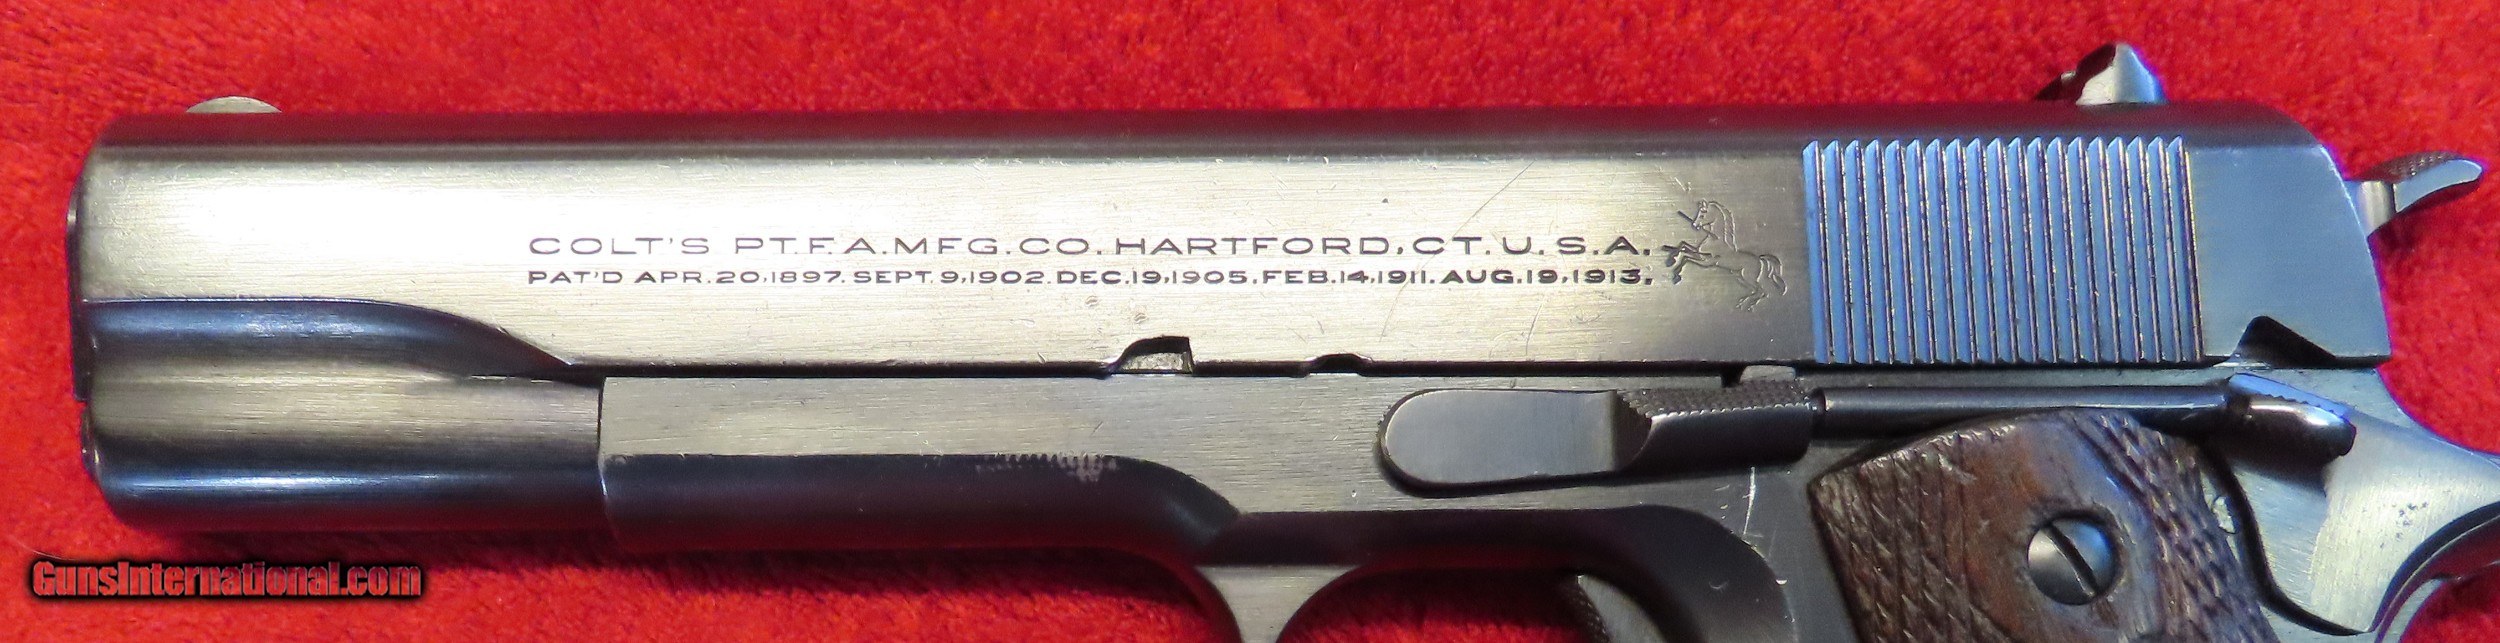 COLT'S PT.F.A.MFG.CO. HARTFORD, CT. U.S.A.
PAT'D APR.20,1897. SEPT.9,1902. DEC.19,1905. FEB.14,1911. AUG.19,1913.
GunsInternational.com